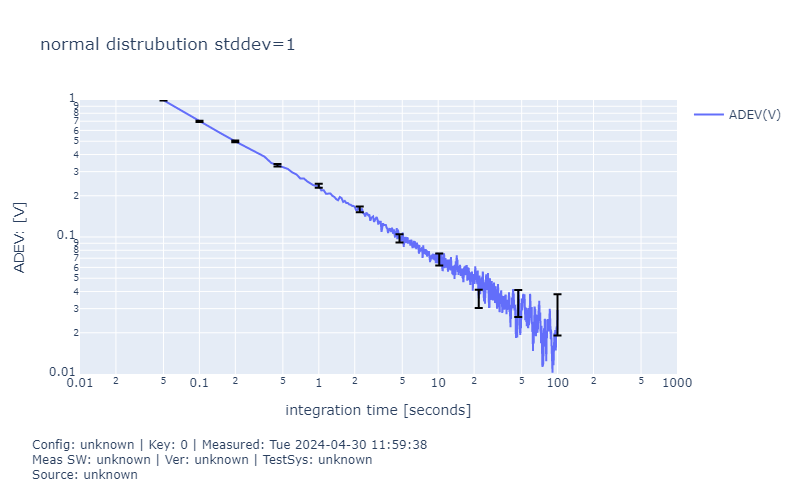 normal distrubution stddev=1
ADEV(V)
ADEV: [V]
1
9
8
7
6
5
4
3
2
0.1
9
8
7
6
5
4
3
2
0.01
0.01 2 5 0.1 2 5 1 2 5 10 2 5 100 2 5 1000
integration time [seconds]
Config: unknown | Key: 0 | Measured: Tue 2024-04-30 11:59:38
Meas SW: unknown | Ver: unknown | TestSys: unknown
Source: unknown